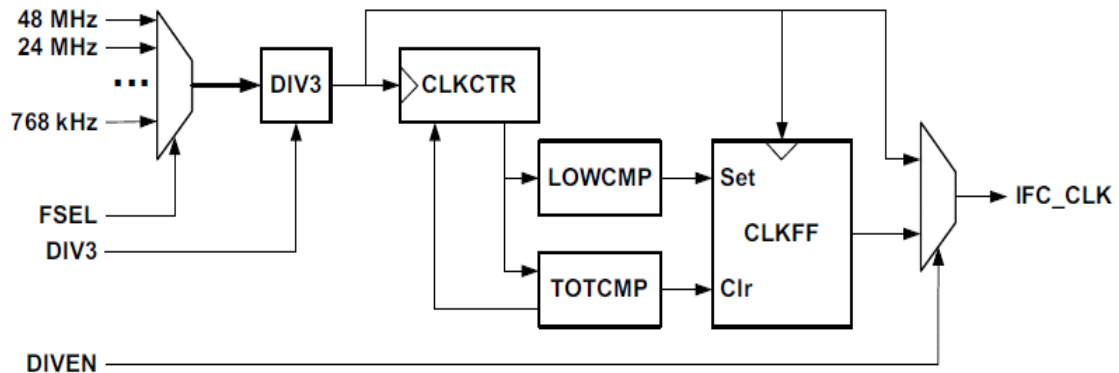 48 MHz
24 MHz
...
768 kHz
DIV3
CLKCTR
LOWCMP
Set
IFC_CLK
FSEL
CLKFF
DIV3
TOTCMP
Clr
DIVEN